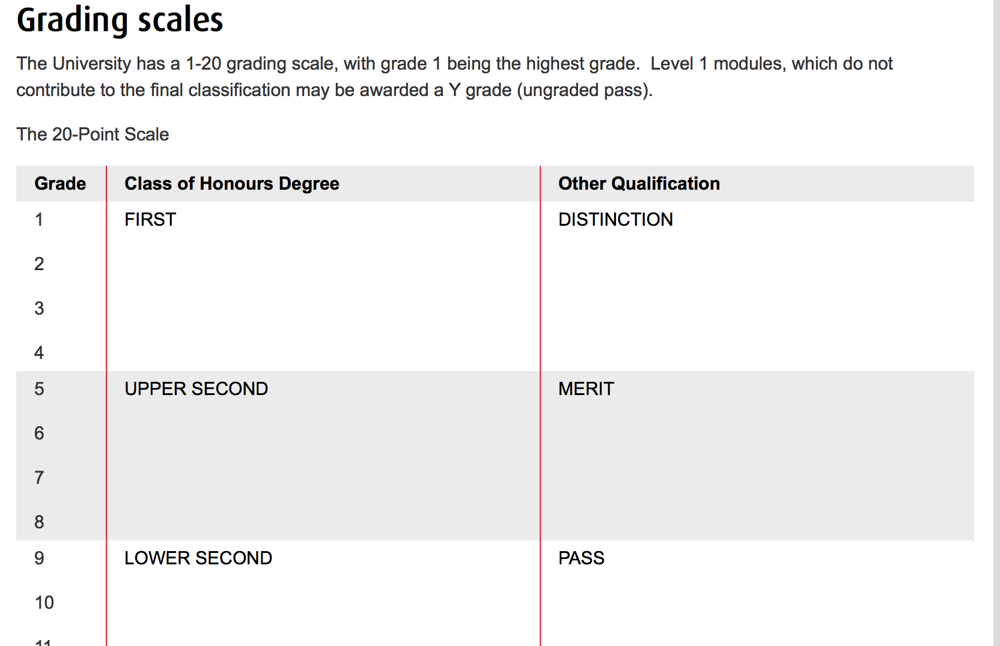 Grading scales
The University has a 1-20 grading scale, with grade 1 being the highest grade.  Level 1 modules, which do not
contribute to the final classification may be awarded a Y grade (ungraded pass).
The 20-Point Scale
Grade Class of Honours Degree Other Qualification
1 FIRST DISTINCTION
2
3
4
5 UPPER SECOND MERIT
6
7
8
9 LOWER SECOND PASS
10
11